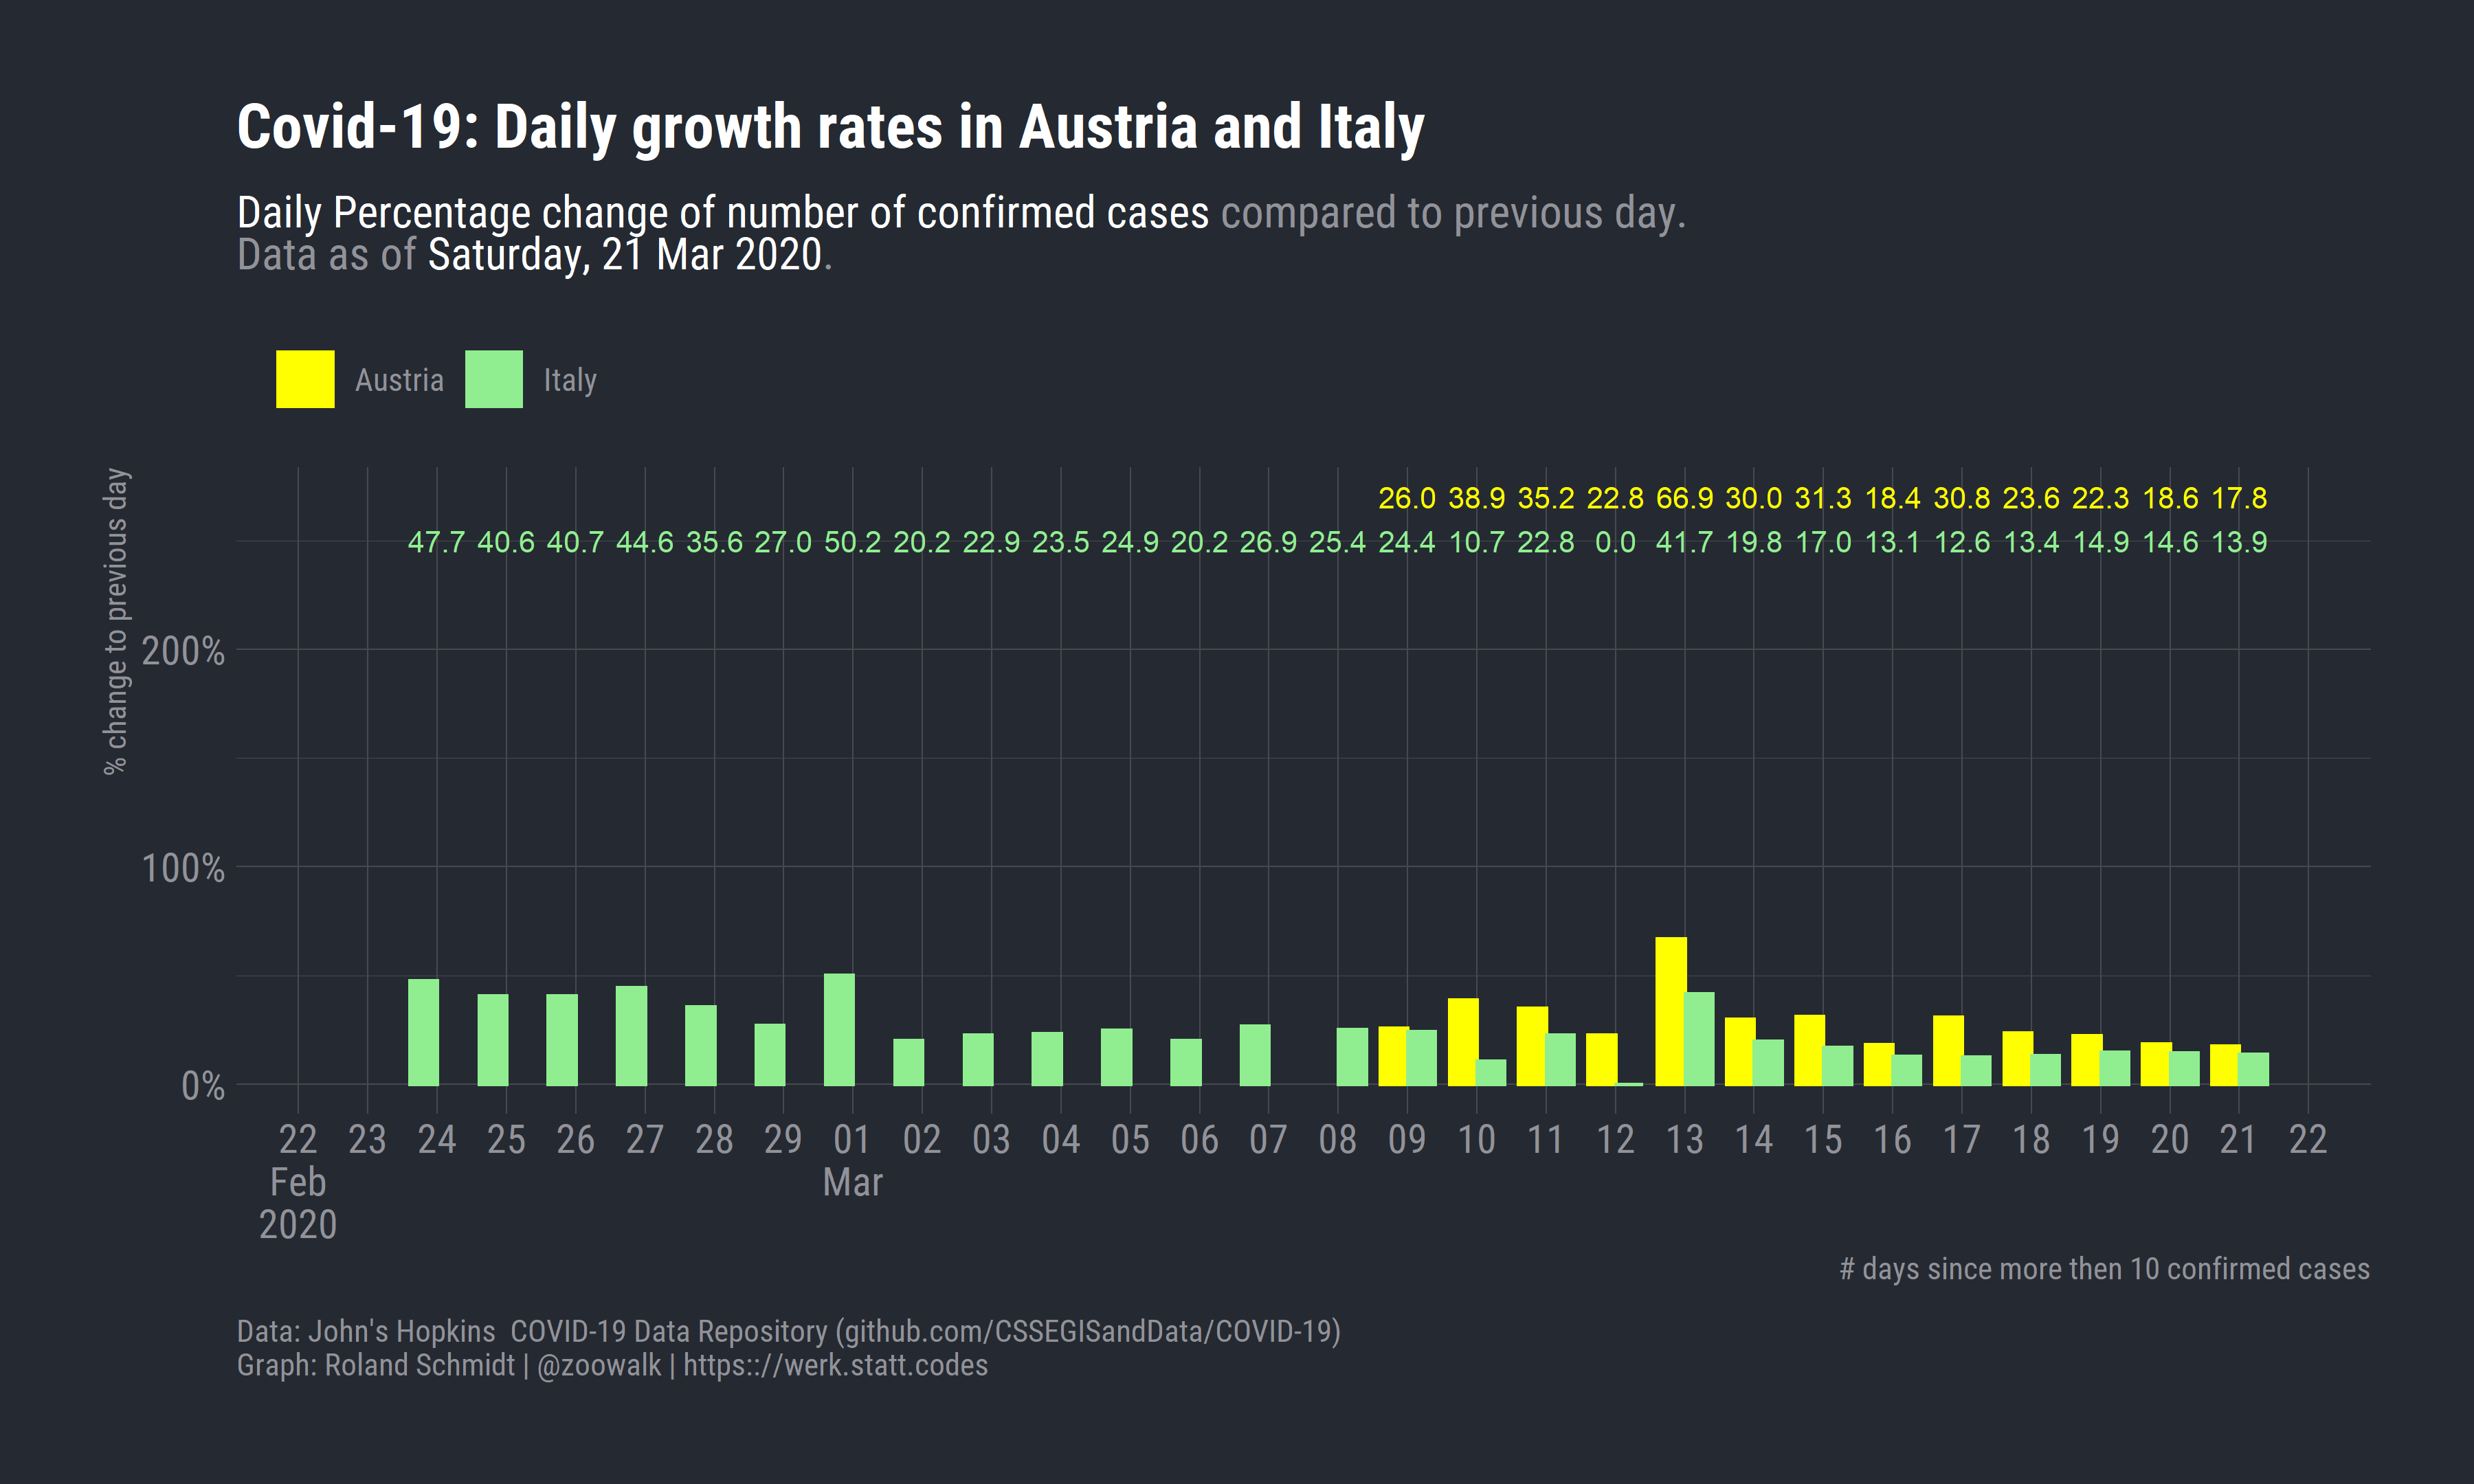 Covid-19: Daily growth rates in Austria and Italy
Daily Percentage change of number of confirmed cases compared to previous day.
Data as of Saturday, 21 Mar 2020.
Austria Italy
% change to previous day
26.0 38.9 35.2 22.8 66.9 30.0 31.3 18.4 30.8 23.6 22.3 18.6 17.8
47.7 40.6 40.7 44.6 35.6 27.0 50.2 20.2 22.9 23.5 24.9 20.2 26.9 25.4 24.4 10.7 22.8 0.0 41.7 19.8 17.0 13.1 12.6 13.4 14.9 14.6 13.9
200%
100%
0%
22 23 24 25 26 27 28 29 01 02 03 04 05 06 07 08 09 10 11 12 13 14 15 16 17 18 19 20 21 22
Feb Mar
2020
# days since more then 10 confirmed cases
Data: John's Hopkins  COVID-19 Data Repository (github.com/CSSEGISandData/COVID-19)
Graph: Roland Schmidt | @zoowalk | https:://werk.statt.codes